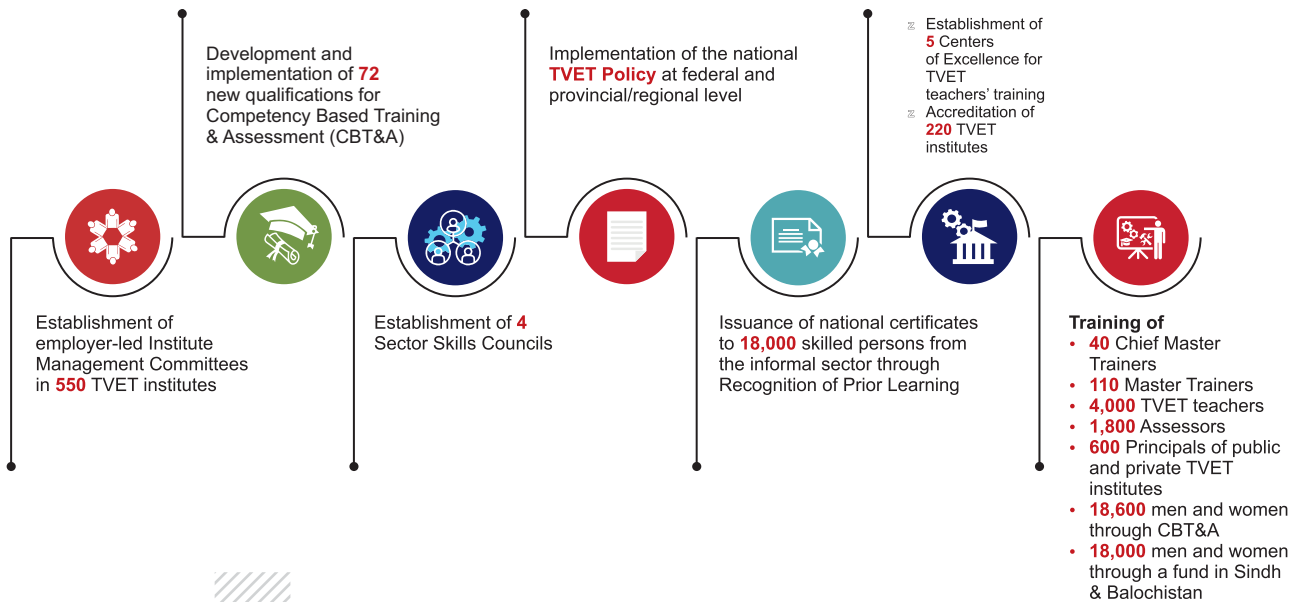 Development and
implementation of 72
new qualifications for
Competency Based Training
& Assessment (CBT&A)
Implementation of the national
TVET Policy at federal and
provincial/regional level
Establishment of
5 Centers
of Excellence for
TVET
teachers' training
Accreditation of
220 TVET
institutes
Establishment of
employer-led Institute
Management Committees
in 550 TVET institutes
Establishment of 4
Sector Skills Councils
Issuance of national certificates
to 18,000 skilled persons from
the informal sector through
Recognition of Prior Learning
Training of
• 40 Chief Master
Trainers
• 110 Master Trainers
• 4,000 TVET teachers
• 1,800 Assessors
• 600 Principals of public
and private TVET
institutes
• 18,600 men and women
through CBT&A
• 18,000 men and women
through a fund in Sindh
& Balochistan